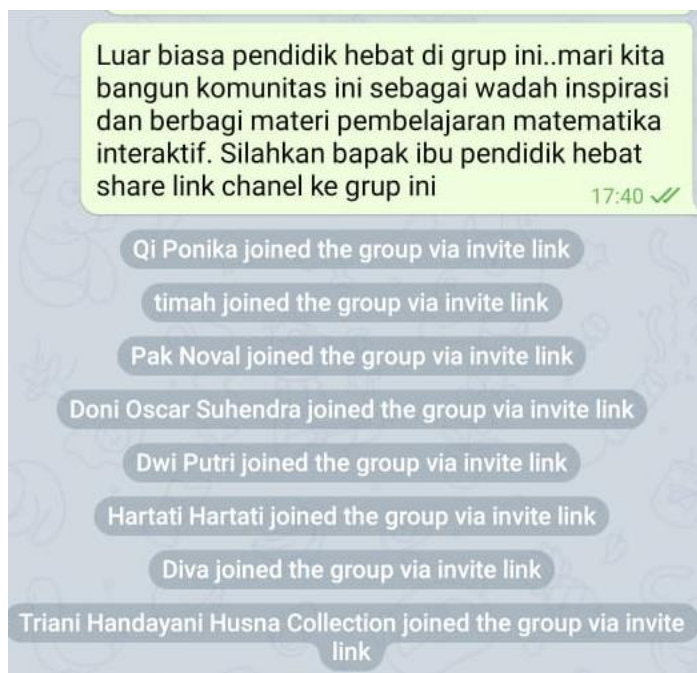 Luar biasa pendidik hebat di grup ini..mari kita
bangun komunitas ini sebagai wadah inspirasi
dan berbagi materi pembelajaran matematika
interaktif. Silahkan bapak ibu pendidik hebat
share link chanel ke grup ini
17:40
Qi Ponika joined the group via invite link
timah joined the group via invite link
Pak Noval joined the group via invite link
Doni Oscar Suhendra joined the group via invite link
Dwi Putri joined the group via invite link
Hartati Hartati joined the group via invite link
Diva joined the group via invite link
Triani Handayani Husna Collection joined the group via invite
link